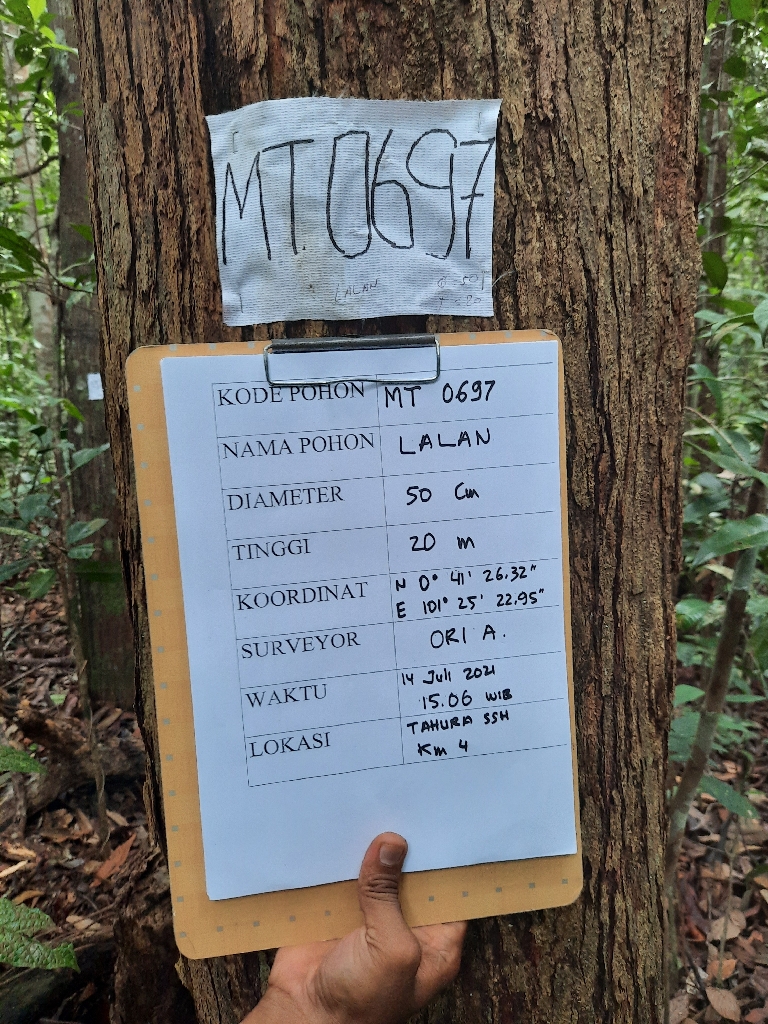 MT.0697
LALAN
KODE POHON MT 0697
NAMA POHON LALAN
DIAMETER 50 Cm
TINGGI 20 m
KOORDINAT N 0° 41' 26.32"
E 101° 25' 22.95"
SURVEYOR ORI A.
WAKTU 14 Juli 2021
15.06 WIB
LOKASI TAHURA SSH
Km 4